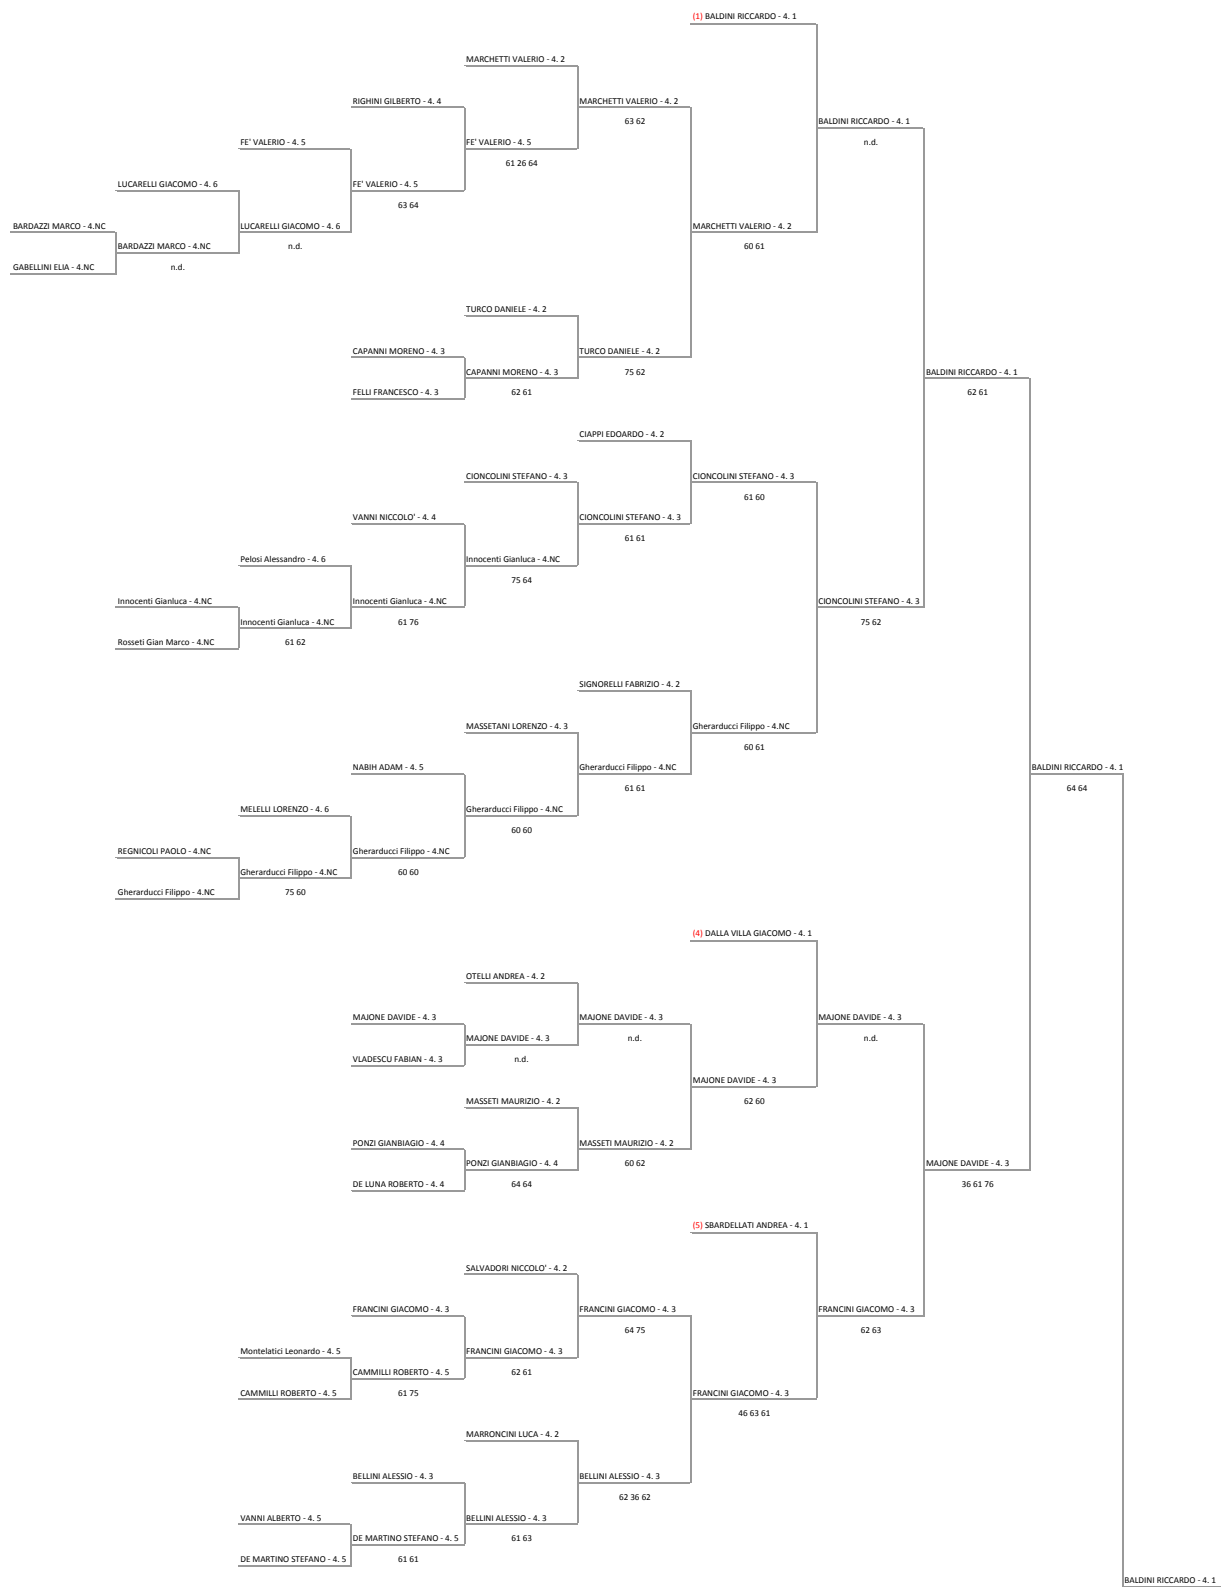 (1) BALDINI RICCARDO - 4. 1
MARCHETTI VALERIO - 4. 2
RIGHINI GILBERTO - 4. 4
MARCHETTI VALERIO - 4. 2
63 62
BALDINI RICCARDO - 4. 1
n.d.
FE' VALERIO - 4. 5
FE' VALERIO - 4. 5
61 26 64
LUCARELLI GIACOMO - 4. 6
FE' VALERIO - 4. 5
63 64
BARDAZZI MARCO - 4.NC
LUCARELLI GIACOMO - 4. 6
n.d.
MARCHETTI VALERIO - 4. 2
60 61
BARDAZZI MARCO - 4.NC
n.d.
GABELLINI ELIA - 4.NC
TURCO DANIELE - 4. 2
CAPANNI MORENO - 4. 3
TURCO DANIELE - 4. 2
75 62
CAPANNI MORENO - 4. 3
62 61
BALDINI RICCARDO - 4. 1
62 61
FELLI FRANCESCO - 4. 3
CIAPPI EDOARDO - 4. 2
CIONCOLINI STEFANO - 4. 3
CIONCOLINI STEFANO - 4. 3
61 60
VANNI NICCOLO' - 4. 4
CIONCOLINI STEFANO - 4. 3
61 61
Pelosi Alessandro - 4. 6
Innocenti Gianluca - 4.NC
75 64
Innocenti Gianluca - 4.NC
Innocenti Gianluca - 4.NC
61 76
CIONCOLINI STEFANO - 4. 3
75 62
Innocenti Gianluca - 4.NC
61 62
Rosseti Gian Marco - 4.NC
SIGNORELLI FABRIZIO - 4. 2
MASSETANI LORENZO - 4. 3
Gherarducci Filippo - 4.NC
60 61
NABIH ADAM - 4. 5
Gherarducci Filippo - 4.NC
61 61
BALDINI RICCARDO - 4. 1
64 64
MELELLI LORENZO - 4. 6
Gherarducci Filippo - 4.NC
60 60
REGNICOLI PAOLO - 4.NC
Gherarducci Filippo - 4.NC
60 60
Gherarducci Filippo - 4.NC
75 60
Gherarducci Filippo - 4.NC
(4) DALLA VILLA GIACOMO - 4. 1
OTELLI ANDREA - 4. 2
MAJONE DAVIDE - 4. 3
MAJONE DAVIDE - 4. 3
n.d.
MAJONE DAVIDE - 4. 3
n.d.
MAJONE DAVIDE - 4. 3
n.d.
VLADESCU FABIAN - 4. 3
MAJONE DAVIDE - 4. 3
62 60
MASSETI MAURIZIO - 4. 2
PONZI GIANBIAGIO - 4. 4
MASSETI MAURIZIO - 4. 2
60 62
PONZI GIANBIAGIO - 4. 4
64 64
MAJONE DAVIDE - 4. 3
36 61 76
DE LUNA ROBERTO - 4. 4
(5) SBARDELLATI ANDREA - 4. 1
SALVADORI NICCOLO' - 4. 2
FRANCINI GIACOMO - 4. 3
FRANCINI GIACOMO - 4. 3
64 75
FRANCINI GIACOMO - 4. 3
62 63
Montelatici Leonardo - 4. 5
FRANCINI GIACOMO - 4. 3
62 61
CAMMILLI ROBERTO - 4. 5
61 75
CAMMILLI ROBERTO - 4. 5
FRANCINI GIACOMO - 4. 3
46 63 61
MARRONCINI LUCA - 4. 2
BELLINI ALESSIO - 4. 3
BELLINI ALESSIO - 4. 3
62 36 62
VANNI ALBERTO - 4. 5
BELLINI ALESSIO - 4. 3
61 63
DE MARTINO STEFANO - 4. 5
61 61
DE MARTINO STEFANO - 4. 5
BALDINI RICCARDO - 4. 1